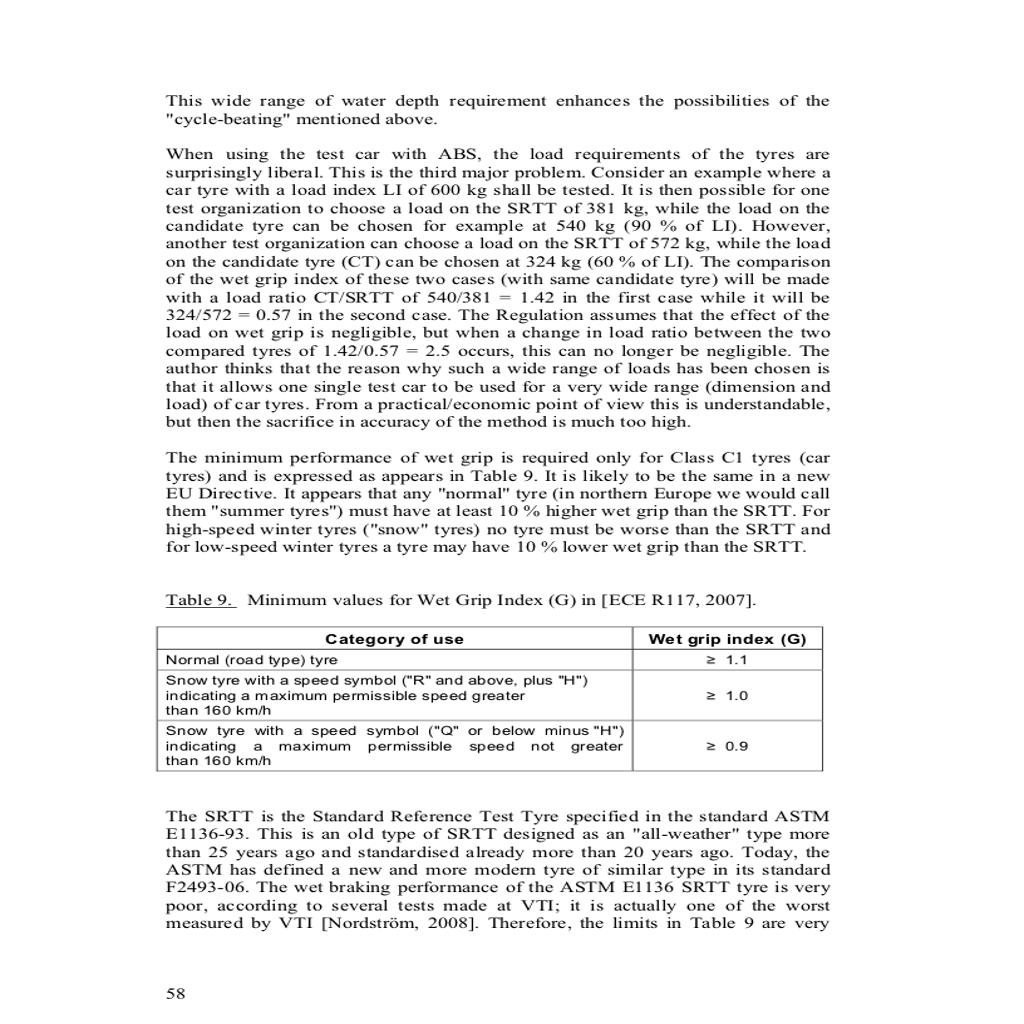 This wide range of water depth requirement enhances the possibilities of the
"cycle-beating" mentioned above.
When using the test car with ABS, the load requirements of the tyres are
surprisingly liberal. This is the third major problem. Consider an example where a
car tyre with a load index LI of 600 kg shall be tested. It is then possible for one
test organization to choose a load on the SRTT of 381 kg, while the load on the
candidate tyre can be chosen for example at 540 kg (90 % of LI). However,
another test organization can choose a load on the SRTT of 572 kg, while the load
on the candidate tyre (CT) can be chosen at 324 kg (60 % of LI). The comparison
of the wet grip index of these two cases (with same candidate tyre) will be made
with a load ratio CT/SRTT of 540/381 = 1.42 in the first case while it will be
324/572 = 0.57 in the second case. The Regulation assumes that the effect of the
load on wet grip is negligible, but when a change in load ratio between the two
compared tyres of 1.42/0.57 = 2.5 occurs, this can no longer be negligible. The
author thinks that the reason why such a wide range of loads has been chosen is
that it allows one single test car to be used for a very wide range (dimension and
load) of car tyres. From a practical/economic point of view this is understandable,
but then the sacrifice in accuracy of the method is much too high.
The minimum performance of wet grip is required only for Class C1 tyres (car
tyres) and is expressed as appears in Table 9. It is likely to be the same in a new
EU Directive. It appears that any "normal" tyre (in northern Europe we would call
them "summer tyres") must have at least 10 % higher wet grip than the SRTT. For
high-speed winter tyres ("snow" tyres) no tyre must be worse than the SRTT and
for low-speed winter tyres a tyre may have 10 % lower wet grip than the SRTT.
Table 9. Minimum values for Wet Grip Index (G) in [ECE R117, 2007].
Category of use Wet grip index (G)
Normal (road type) tyre ≥ 1.1
Snow tyre with a speed symbol ("R" and above, plus "H")
indicating a maximum permissible speed greater ≥ 1.0
than 160 km/h
Snow tyre with a speed symbol ("Q" or below minus "H")
indicating a maximum permissible speed not greater ≥ 0.9
than 160 km/h
The SRTT is the Standard Reference Test Tyre specified in the standard ASTM
E1136-93. This is an old type of SRTT designed as an "all-weather" type more
than 25 years ago and standardised already more than 20 years ago. Today, the
ASTM has defined a new and more modern tyre of similar type in its standard
F2493-06. The wet braking performance of the ASTM E1136 SRTT tyre is very
poor, according to several tests made at VTI; it is actually one of the worst
measured by VTI [Nordström, 2008]. Therefore, the limits in Table 9 are very
58